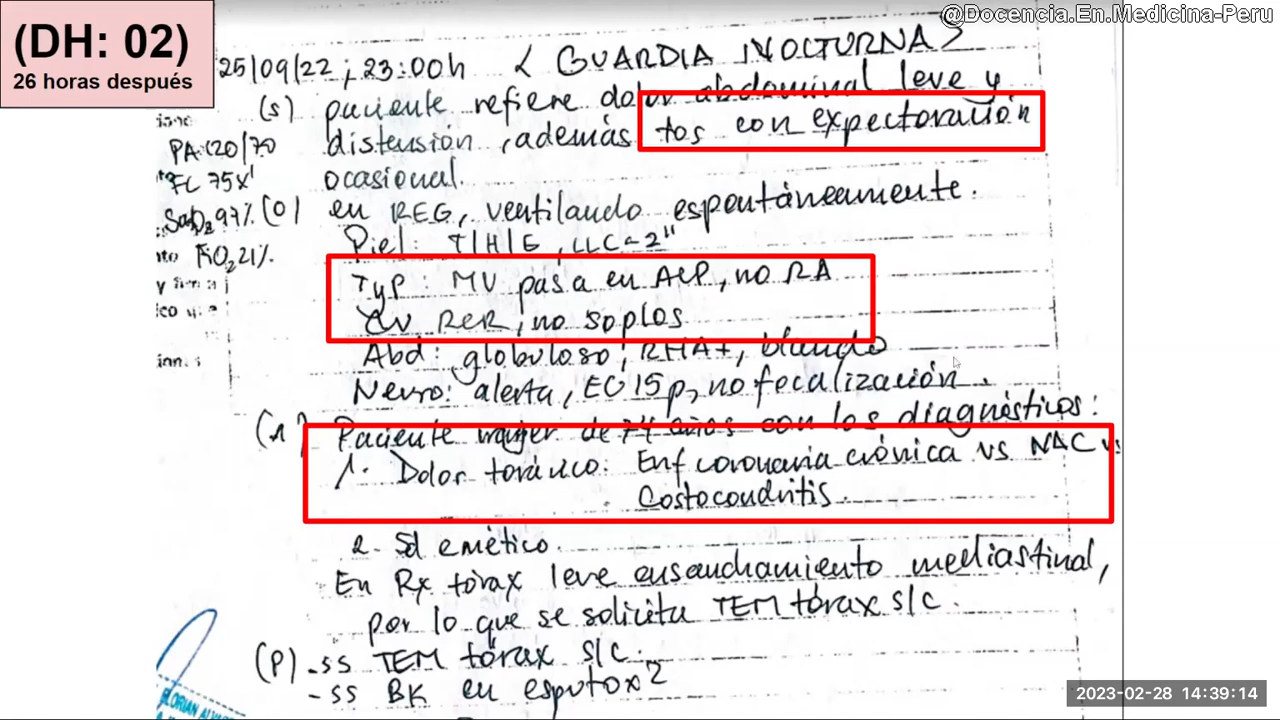 @Docencia.En Medicina-Peru
(DH: 02)
26 horas después
25/09/22 ; 23:00h < GUARDIA NOCTURNA >
(s) paciente refiere dolor abdominal leve y
distensión, además tos con expectoración
ocasional.
PA:120/70
FC 75x'
SatO2 97%
FiO2 21%.
(O) en REG, ventilando espontáneamente.
Piel: T/H/E, LLC < 2"
TyP: MV pasa en ACP, no RA
CV RCR, no soplos
Abd: globuloso, RHA+, blando
Neuro: alerta, EG 15p, no focalización.
(A) Paciente mujer de 74 años con los diagnósticos:
1. Dolor torácico: Enf coronaria crónica vs. NAC vs.
Costocondritis.
2. Sd emético.
En Rx tórax leve ensanchamiento mediastinal,
por lo que se solicita TEM tórax s/c.
(P) -ss TEM tórax s/c.
-ss BK en esputo x 2
2023-02-28 14:39:14